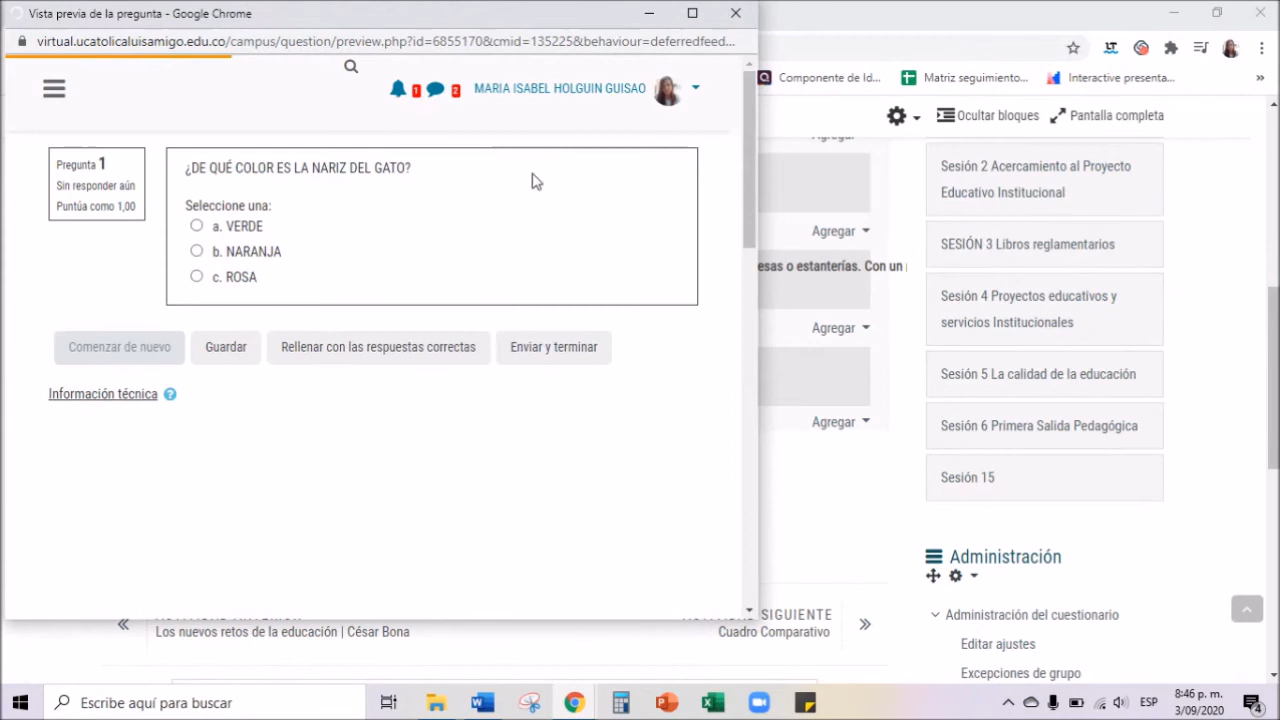 Vista previa de la pregunta - Google Chrome
virtual.ucatolicaluisamigo.edu.co/campus/question/preview.php?id=6855170&cmid=135225&behaviour=deferredfeed...
1
2
MARIA ISABEL HOLGUIN GUISAO
Pregunta 1
Sin responder aún
Puntúa como 1,00
¿DE QUÉ COLOR ES LA NARIZ DEL GATO?
Seleccione una:
a. VERDE
b. NARANJA
c. ROSA
Comenzar de nuevo
Guardar
Rellenar con las respuestas correctas
Enviar y terminar
Información técnica
?
LT
Componente de Id...
Matriz seguimiento...
Interactive presenta...
»
Ocultar bloques
Pantalla completa
Agregar
Agregar
esas o estanterías. Con un
Agregar
Agregar
Sesión 2 Acercamiento al Proyecto
Educativo Institucional
SESIÓN 3 Libros reglamentarios
Sesión 4 Proyectos educativos y
servicios Institucionales
Sesión 5 La calidad de la educación
Sesión 6 Primera Salida Pedagógica
Sesión 15
Administración
Administración del cuestionario
Editar ajustes
Excepciones de grupo
SIGUIENTE
Los nuevos retos de la educación | César Bona
Cuadro Comparativo
Escribe aquí para buscar
ESP
8:46 p. m.
3/09/2020
4